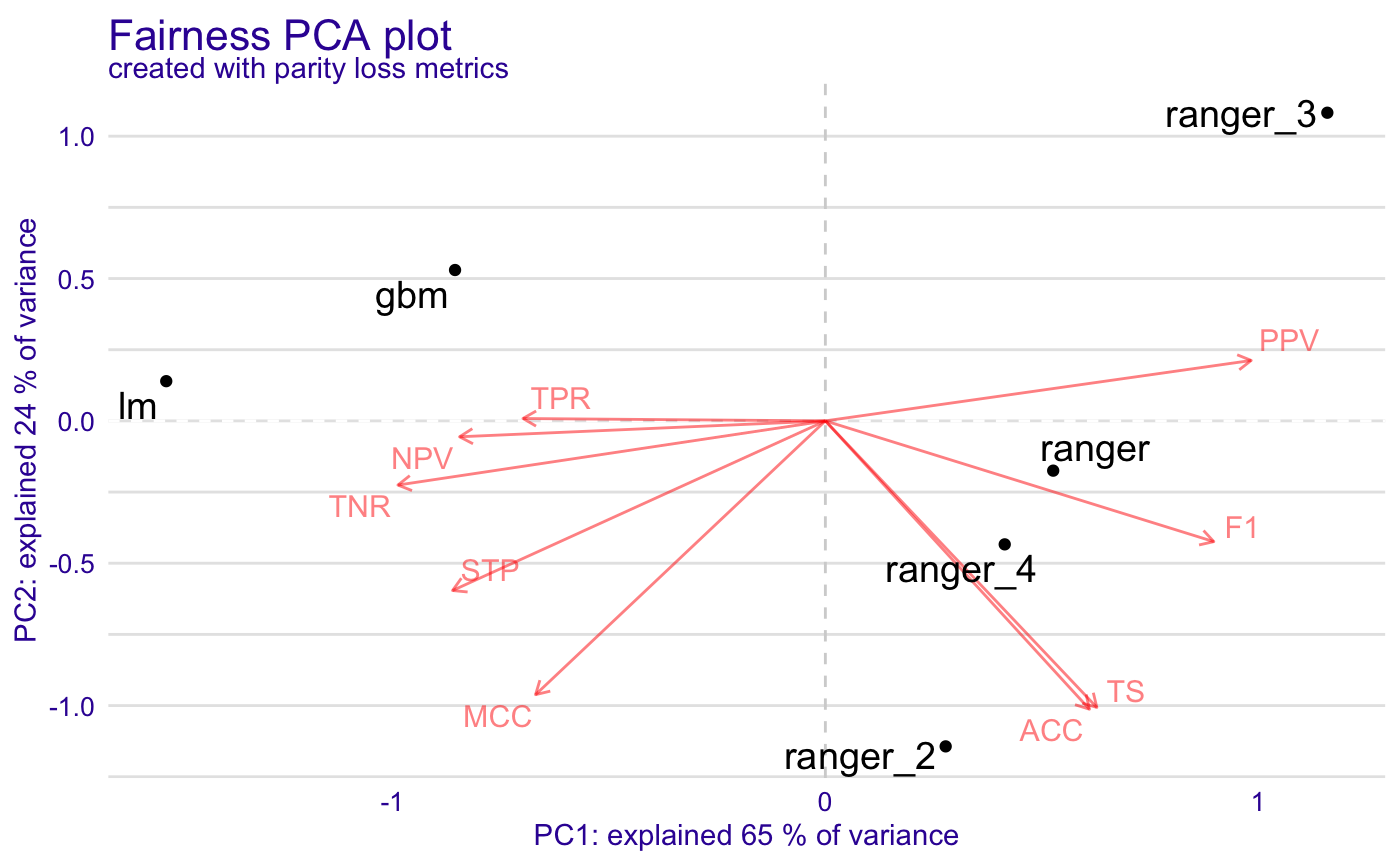 Fairness PCA plot
created with parity loss metrics
ranger_3
1.0
PC2: explained 24 % of variance
0.5
gbm
PPV
TPR
lm
0.0
ranger
NPV
TNR
F1
-0.5
STP
ranger_4
-1.0
MCC
TS
ACC
ranger_2
-1
0
1
PC1: explained 65 % of variance